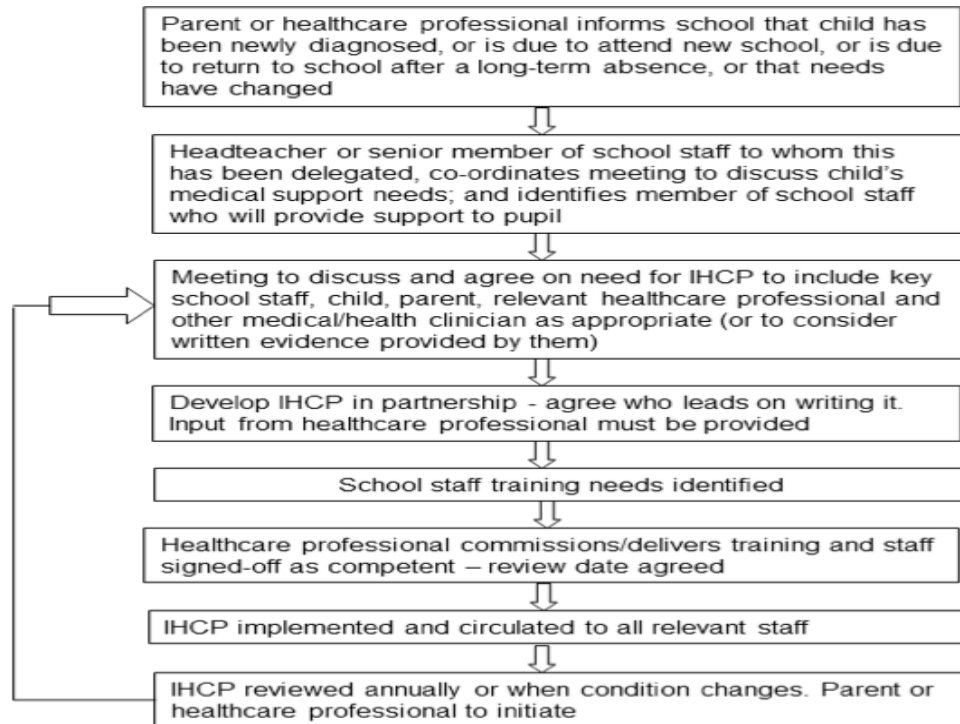 Parent or healthcare professional informs school that child has
been newly diagnosed, or is due to attend new school, or is due
to return to school after a long-term absence, or that needs
have changed
Headteacher or senior member of school staff to whom this
has been delegated, co-ordinates meeting to discuss child's
medical support needs; and identifies member of school staff
who will provide support to pupil
Meeting to discuss and agree on need for IHCP to include key
school staff, child, parent, relevant healthcare professional and
other medical/health clinician as appropriate (or to consider
written evidence provided by them)
Develop IHCP in partnership - agree who leads on writing it.
Input from healthcare professional must be provided
School staff training needs identified
Healthcare professional commissions/delivers training and staff
signed-off as competent – review date agreed
IHCP implemented and circulated to all relevant staff
IHCP reviewed annually or when condition changes. Parent or
healthcare professional to initiate